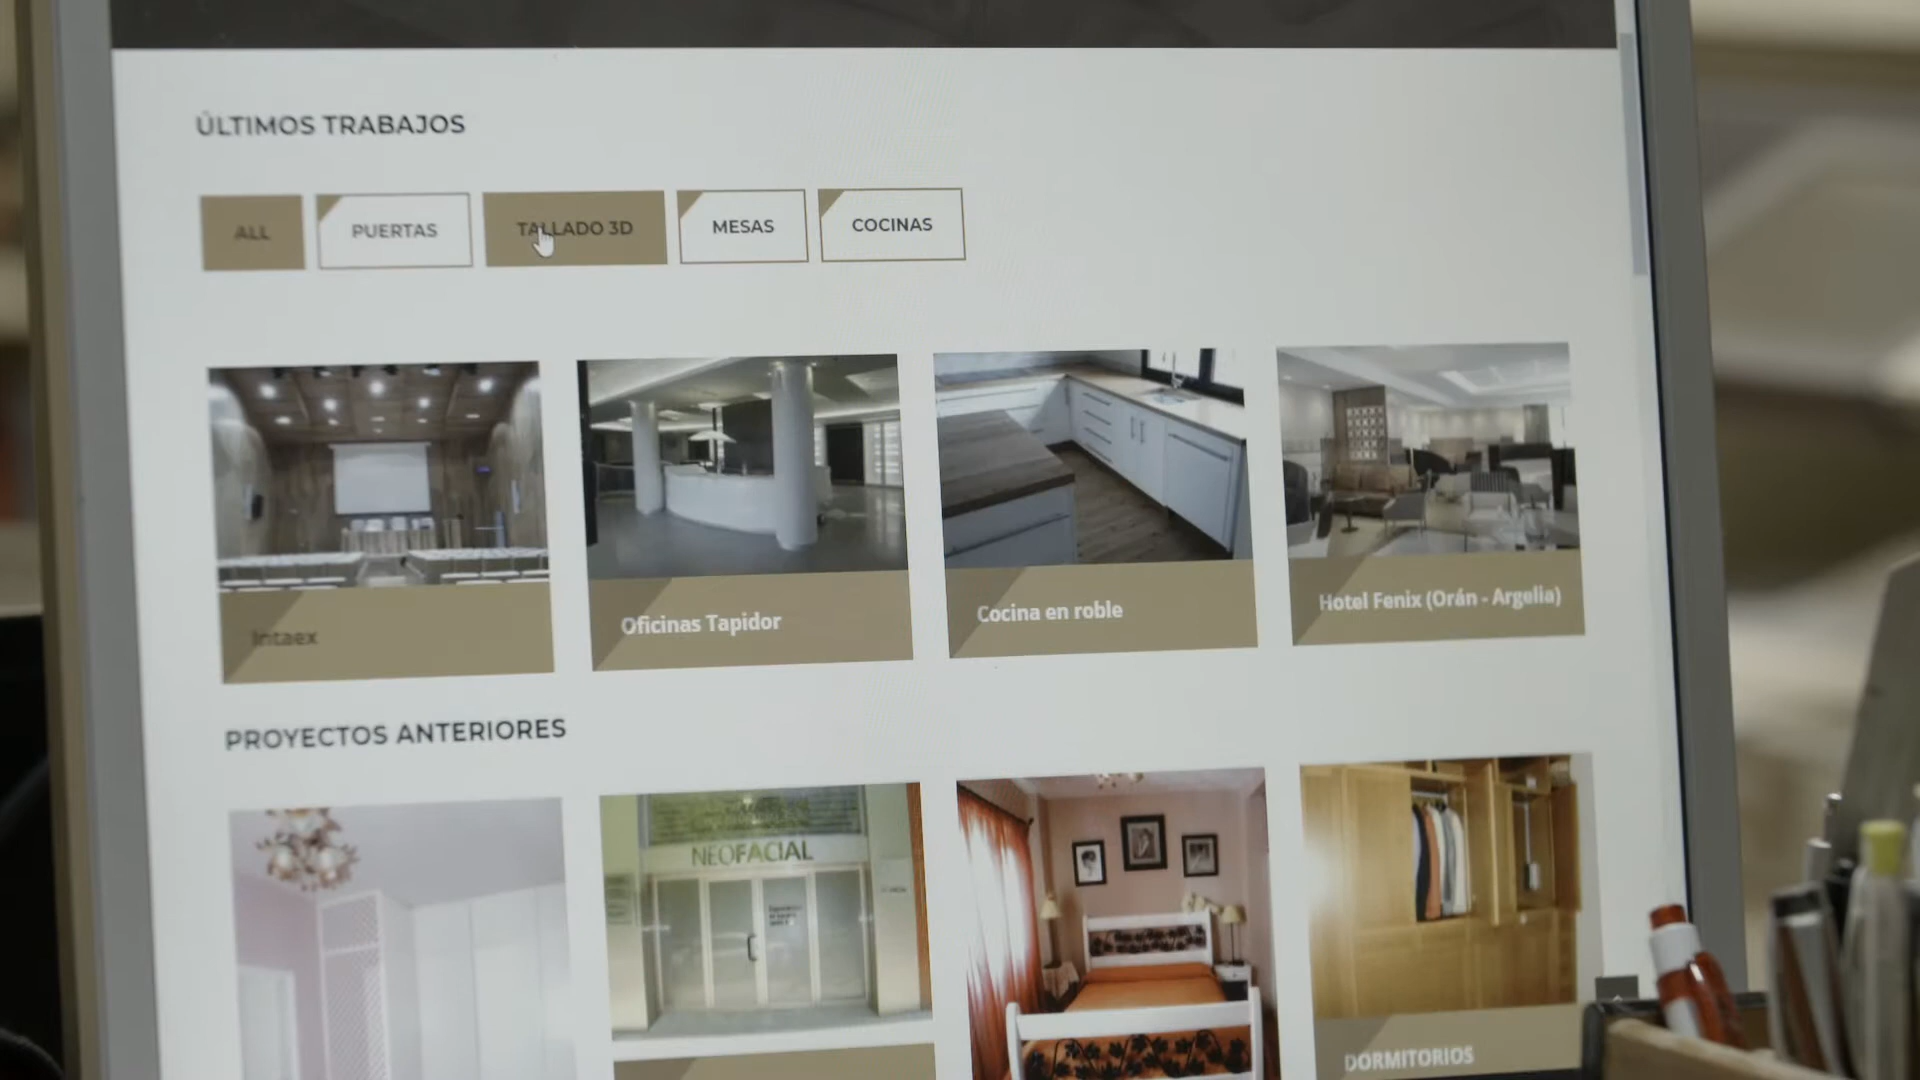 ÚLTIMOS TRABAJOS
ALL
PUERTAS
TALLADO 3D
MESAS
COCINAS
Intaex
Oficinas Tapidor
Cocina en roble
Hotel Fenix (Orán - Argelia)
PROYECTOS ANTERIORES
NEOFACIAL
DORMITORIOS